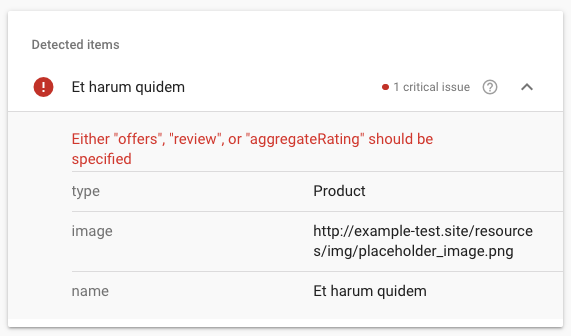 Detected items
Et harum quidem 1 critical issue
Either "offers", "review", or "aggregateRating" should be
specified
type Product
image http://example-test.site/resource
s/img/placeholder_image.png
name Et harum quidem